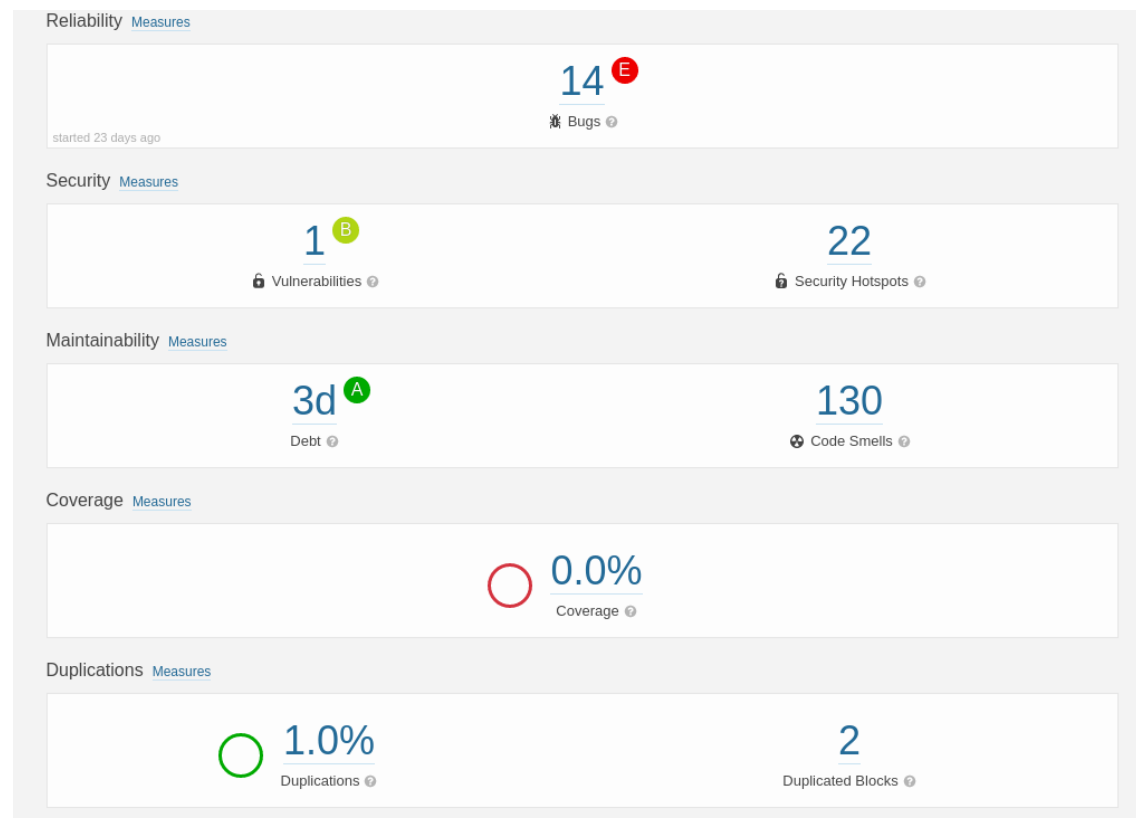 Reliability Measures
14 E
Bugs ?
started 23 days ago
Security Measures
1 B 22
Vulnerabilities ? ? Security Hotspots ?
Maintainability Measures
3d A 130
Debt ? Code Smells ?
Coverage Measures
0.0%
Coverage ?
Duplications Measures
1.0% 2
Duplications ? Duplicated Blocks ?